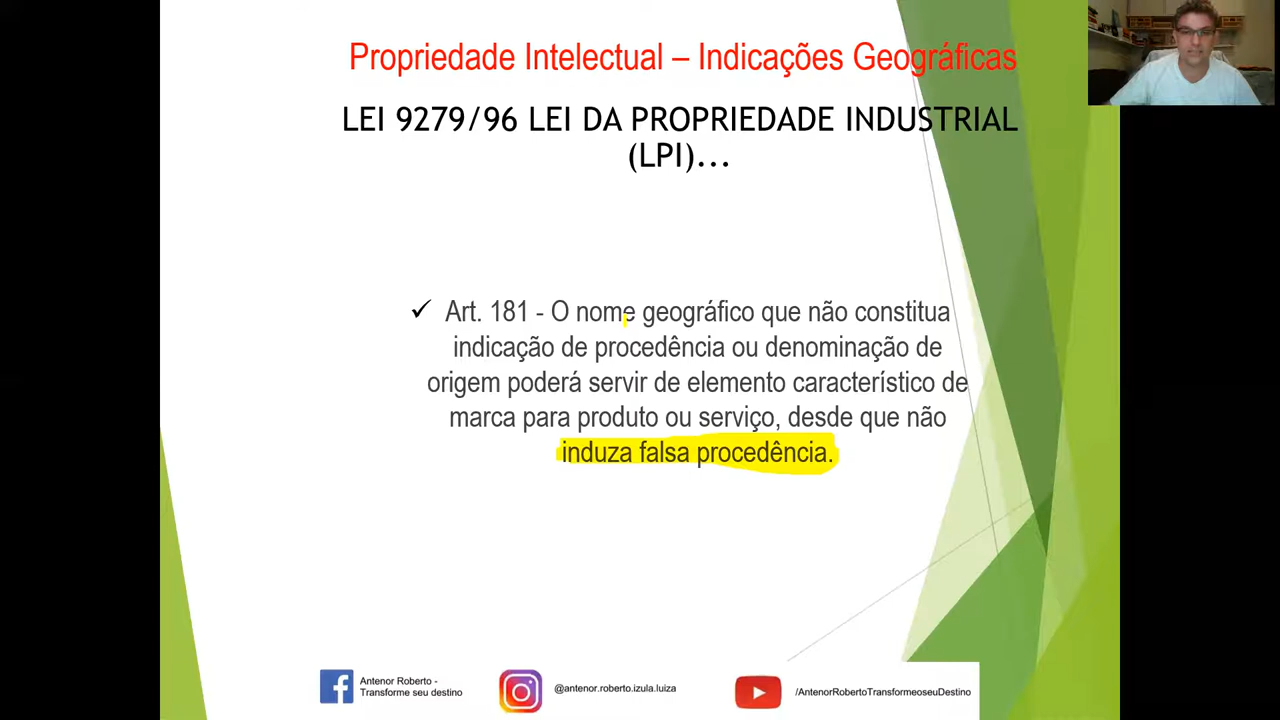 Propriedade Intelectual – Indicações Geográficas
LEI 9279/96 LEI DA PROPRIEDADE INDUSTRIAL
(LPI)...
✓ Art. 181 - O nome geográfico que não constitua
indicação de procedência ou denominação de
origem poderá servir de elemento característico de
marca para produto ou serviço, desde que não
induza falsa procedência.
Antenor Roberto -
Transforme seu destino
@antenor.roberto.izula.luiza
/AntenorRobertoTransformeoseuDestino